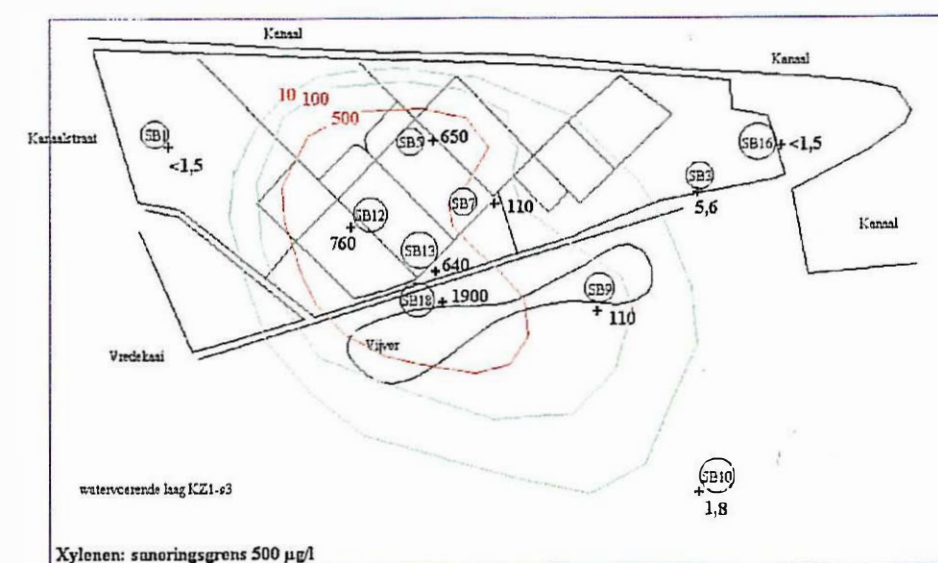 Kanaal
Kanaal
10 100
500
Kanaalstraat
SB1
<1,5
SB5
650
SB16
<1,5
SB3
5,6
SB7
110
SB12
760
SB13
640
Kanaal
SB18
1900
SB9
110
Vijver
Vredekaai
SB10
1,8
watervoerende laag KZ1-s3
Xylenen: saneringsgrens 500 µg/l